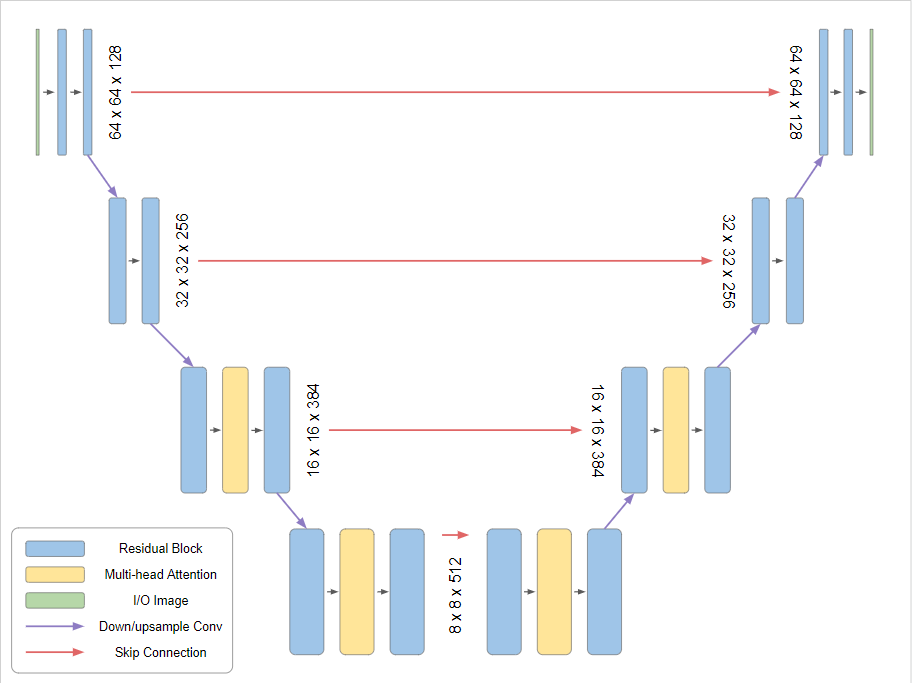 64 x 64 x 128
64 x 64 x 128
32 x 32 x 256
32 x 32 x 256
16 x 16 x 384
16 x 16 x 384
8 x 8 x 512
Residual Block
Multi-head Attention
I/O Image
Down/upsample Conv
Skip Connection